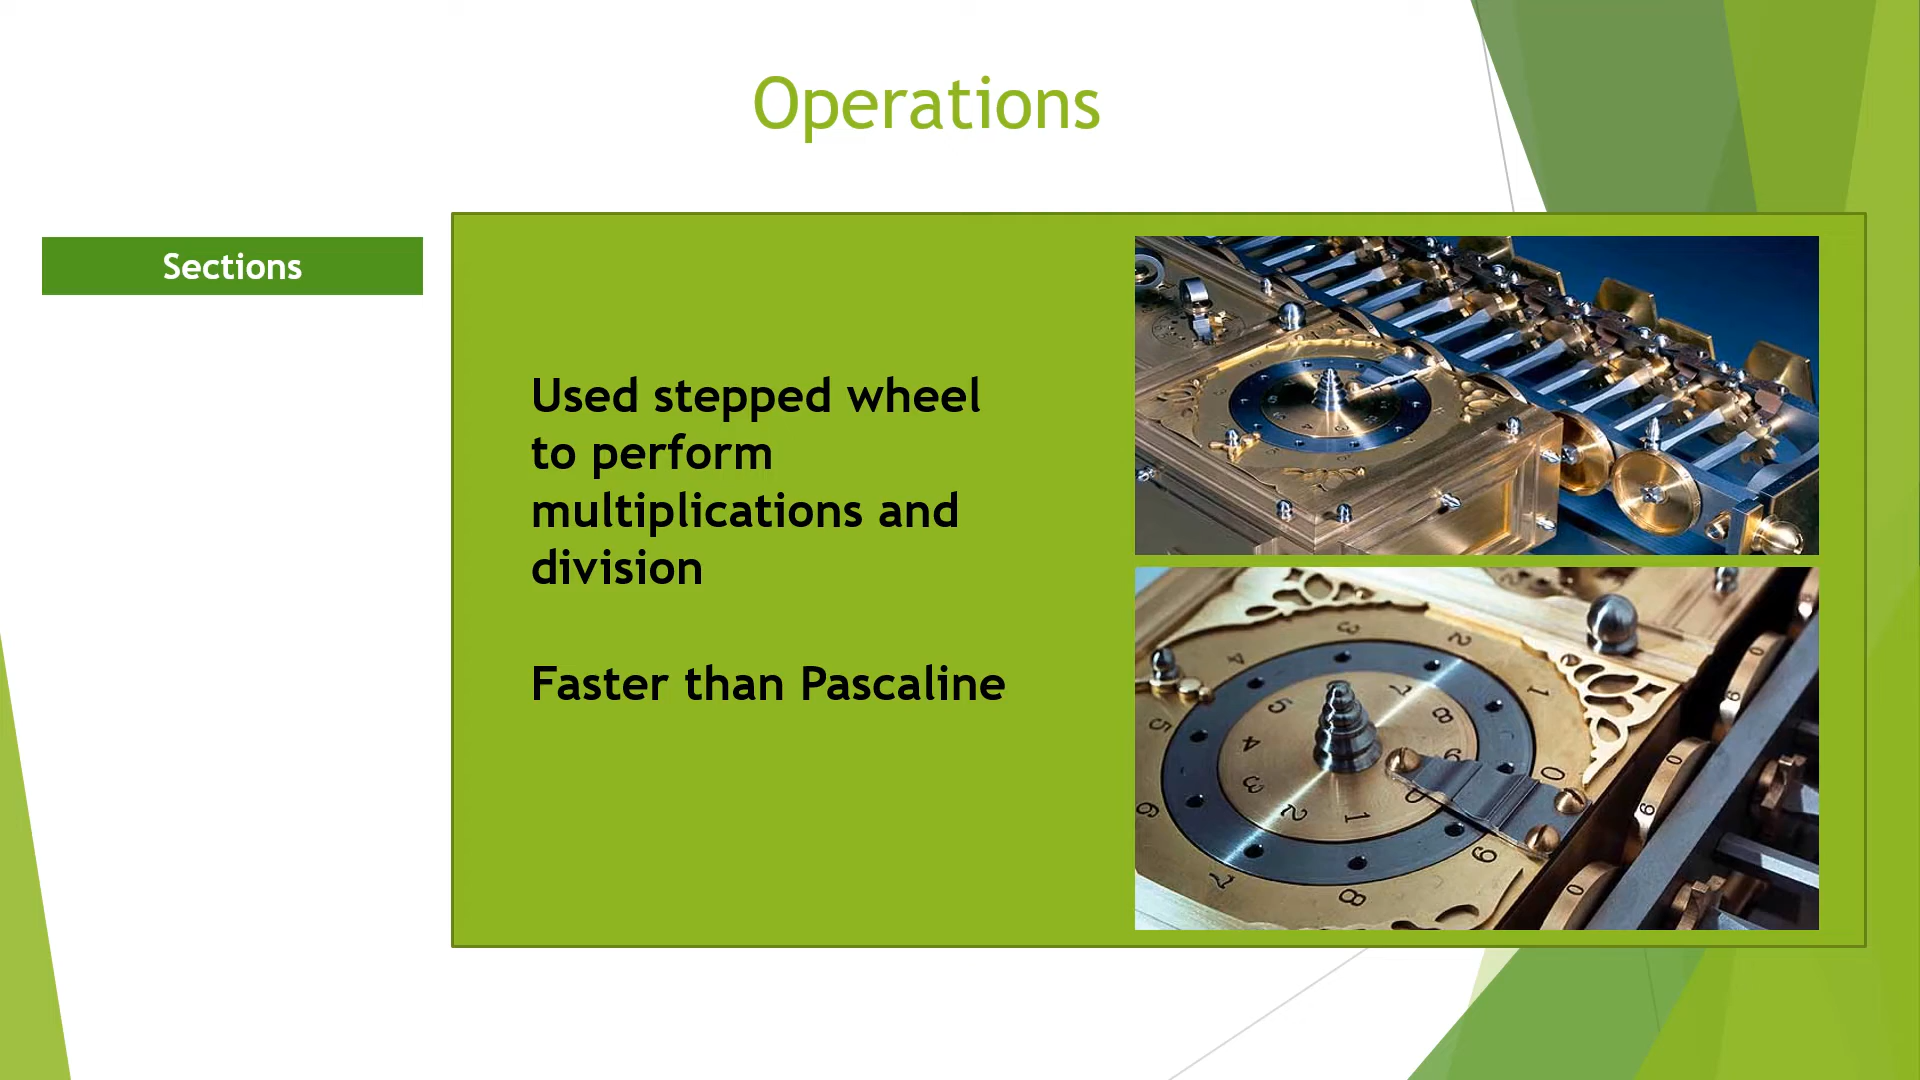 Operations
Sections
Used stepped wheel
to perform
multiplications and
division
Faster than Pascaline